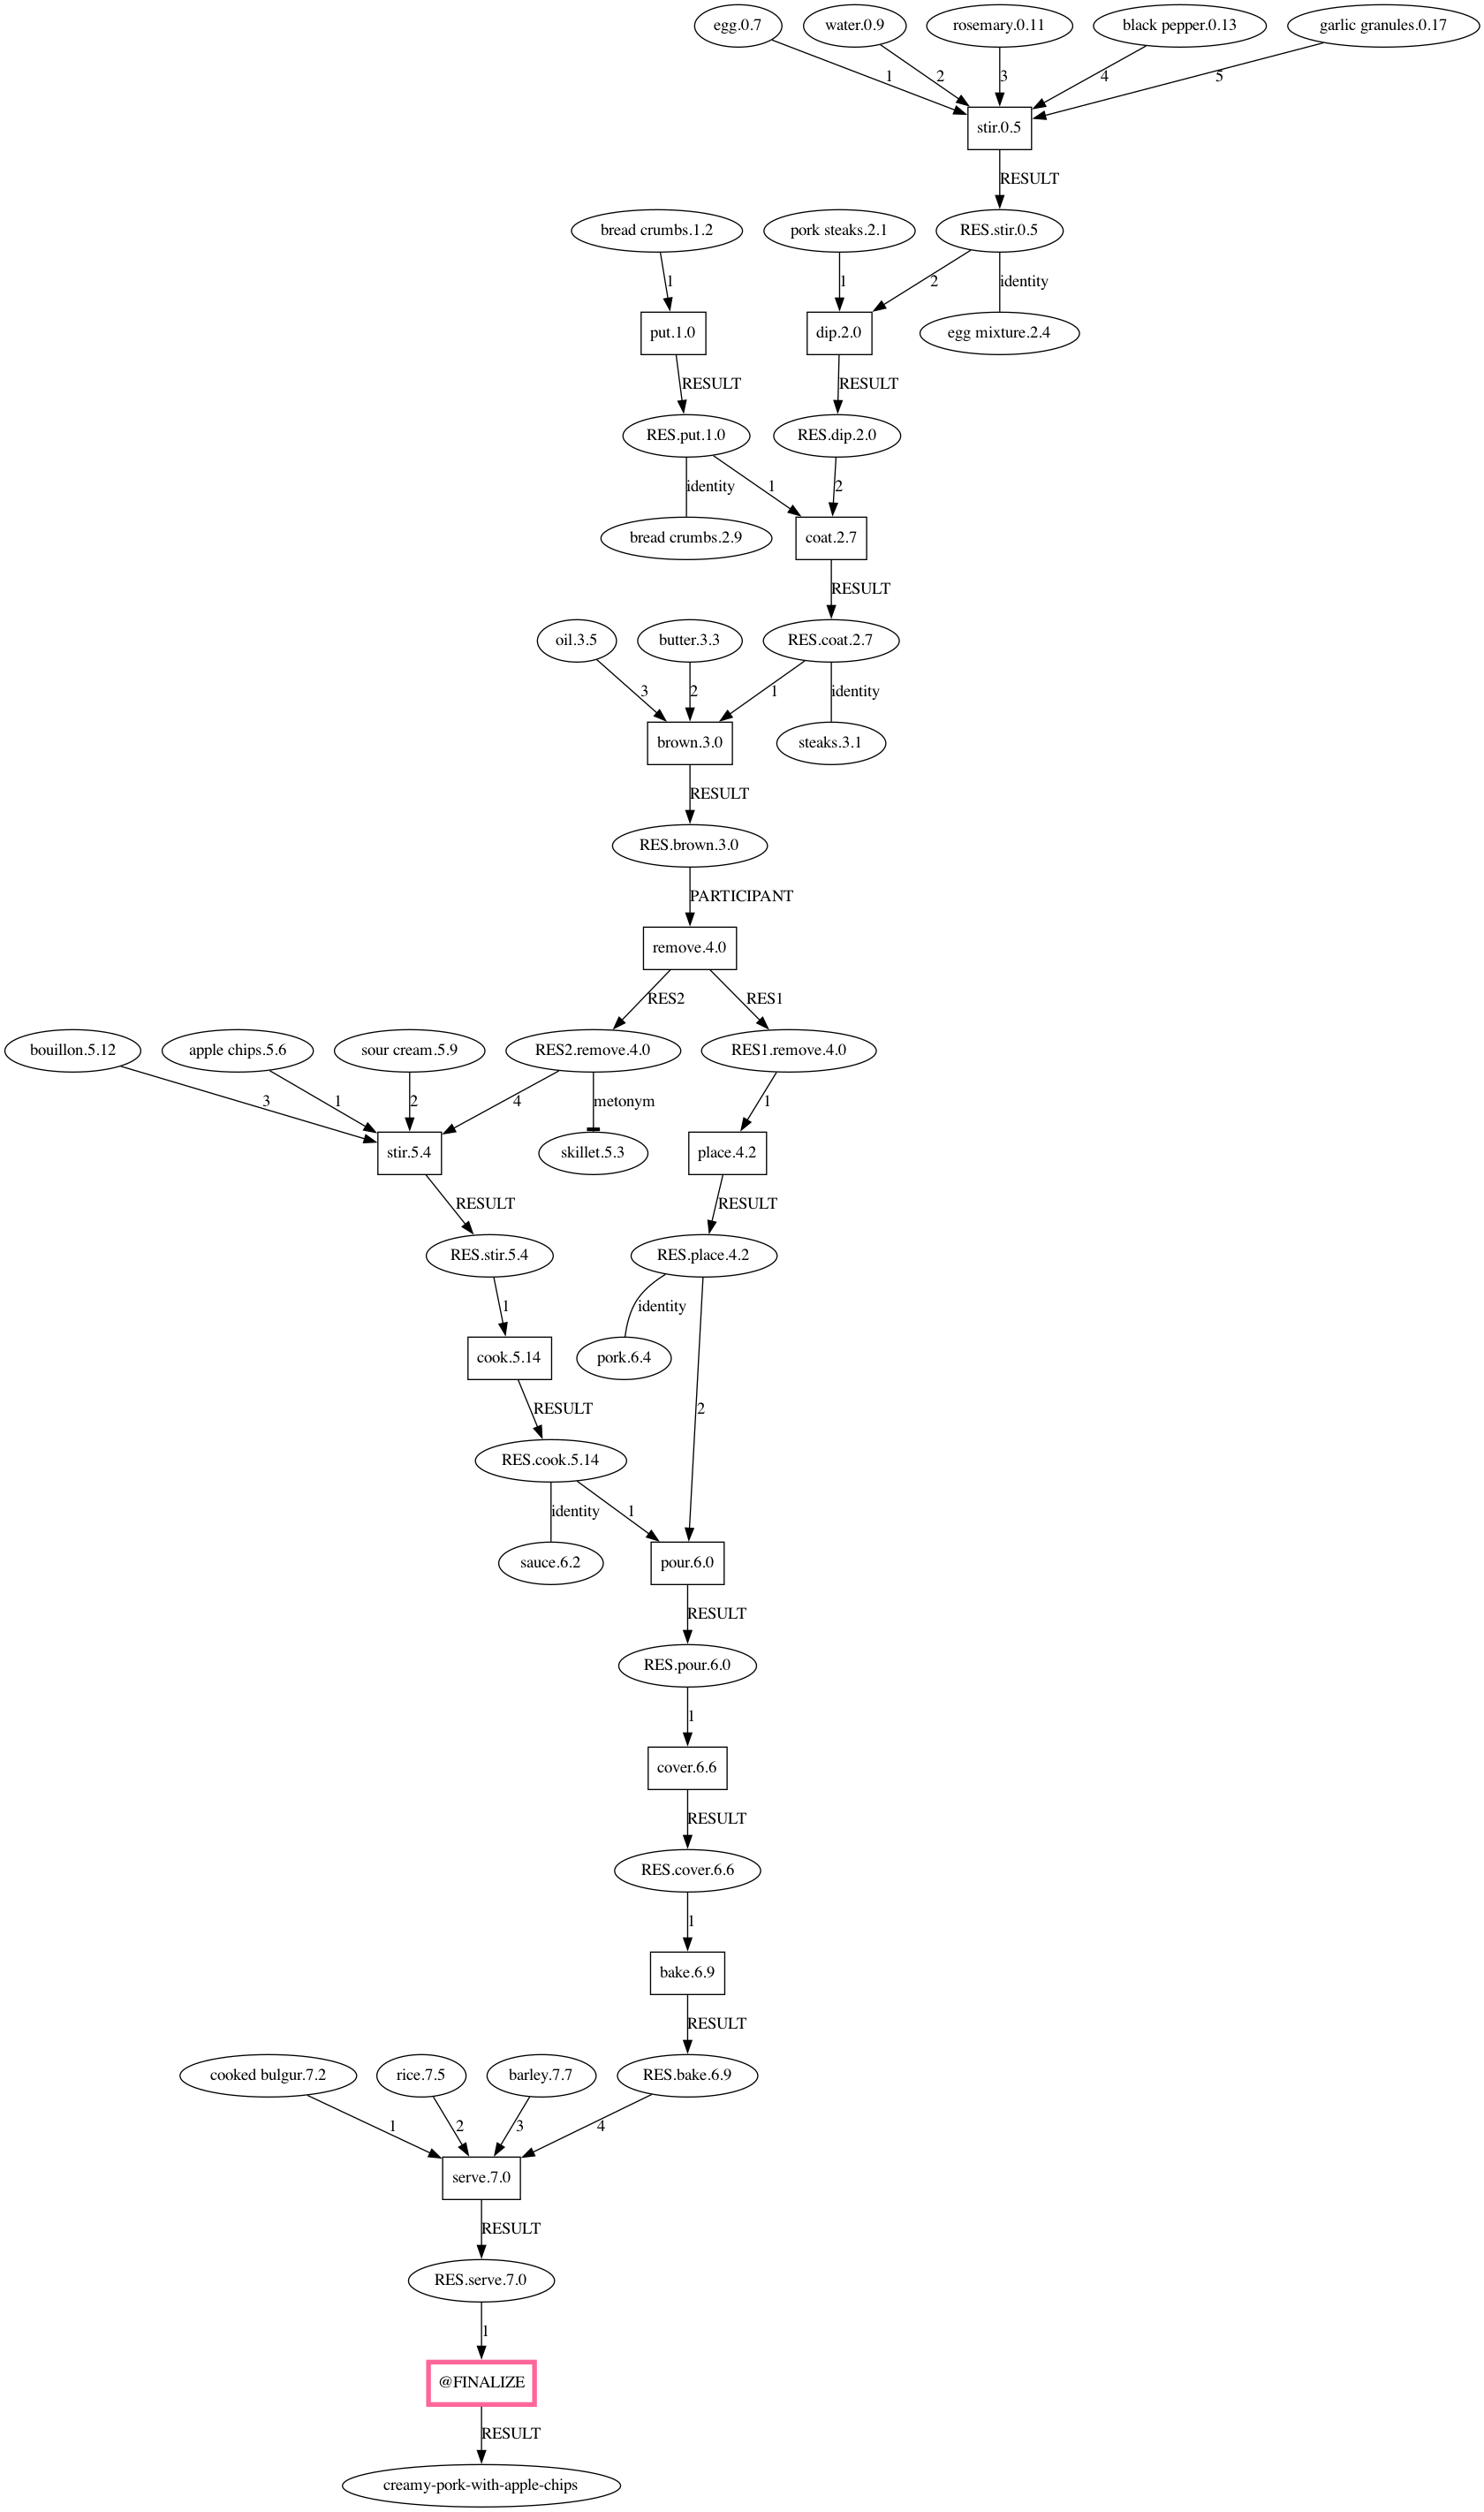 egg.0.7 water.0.9 rosemary.0.11 black pepper.0.13 garlic granules.0.17
1 2 3 4 5
stir.0.5
RESULT
bread crumbs.1.2 pork steaks.2.1 RES.stir.0.5
1 1 2 identity
put.1.0 dip.2.0 egg mixture.2.4
RESULT RESULT
RES.put.1.0 RES.dip.2.0
identity 1 2
bread crumbs.2.9 coat.2.7
RESULT
oil.3.5 butter.3.3 RES.coat.2.7
3 2 1 identity
brown.3.0 steaks.3.1
RESULT
RES.brown.3.0
PARTICIPANT
remove.4.0
RES2 RES1
bouillon.5.12 apple chips.5.6 sour cream.5.9 RES2.remove.4.0 RES1.remove.4.0
3 1 2 4 metonym 1
stir.5.4 skillet.5.3 place.4.2
RESULT RESULT
RES.stir.5.4 RES.place.4.2
1 identity
cook.5.14 pork.6.4
RESULT 2
RES.cook.5.14
identity 1
sauce.6.2 pour.6.0
RESULT
RES.pour.6.0
1
cover.6.6
RESULT
RES.cover.6.6
1
bake.6.9
RESULT
cooked bulgur.7.2 rice.7.5 barley.7.7 RES.bake.6.9
1 2 3 4
serve.7.0
RESULT
RES.serve.7.0
1
@FINALIZE
RESULT
creamy-pork-with-apple-chips